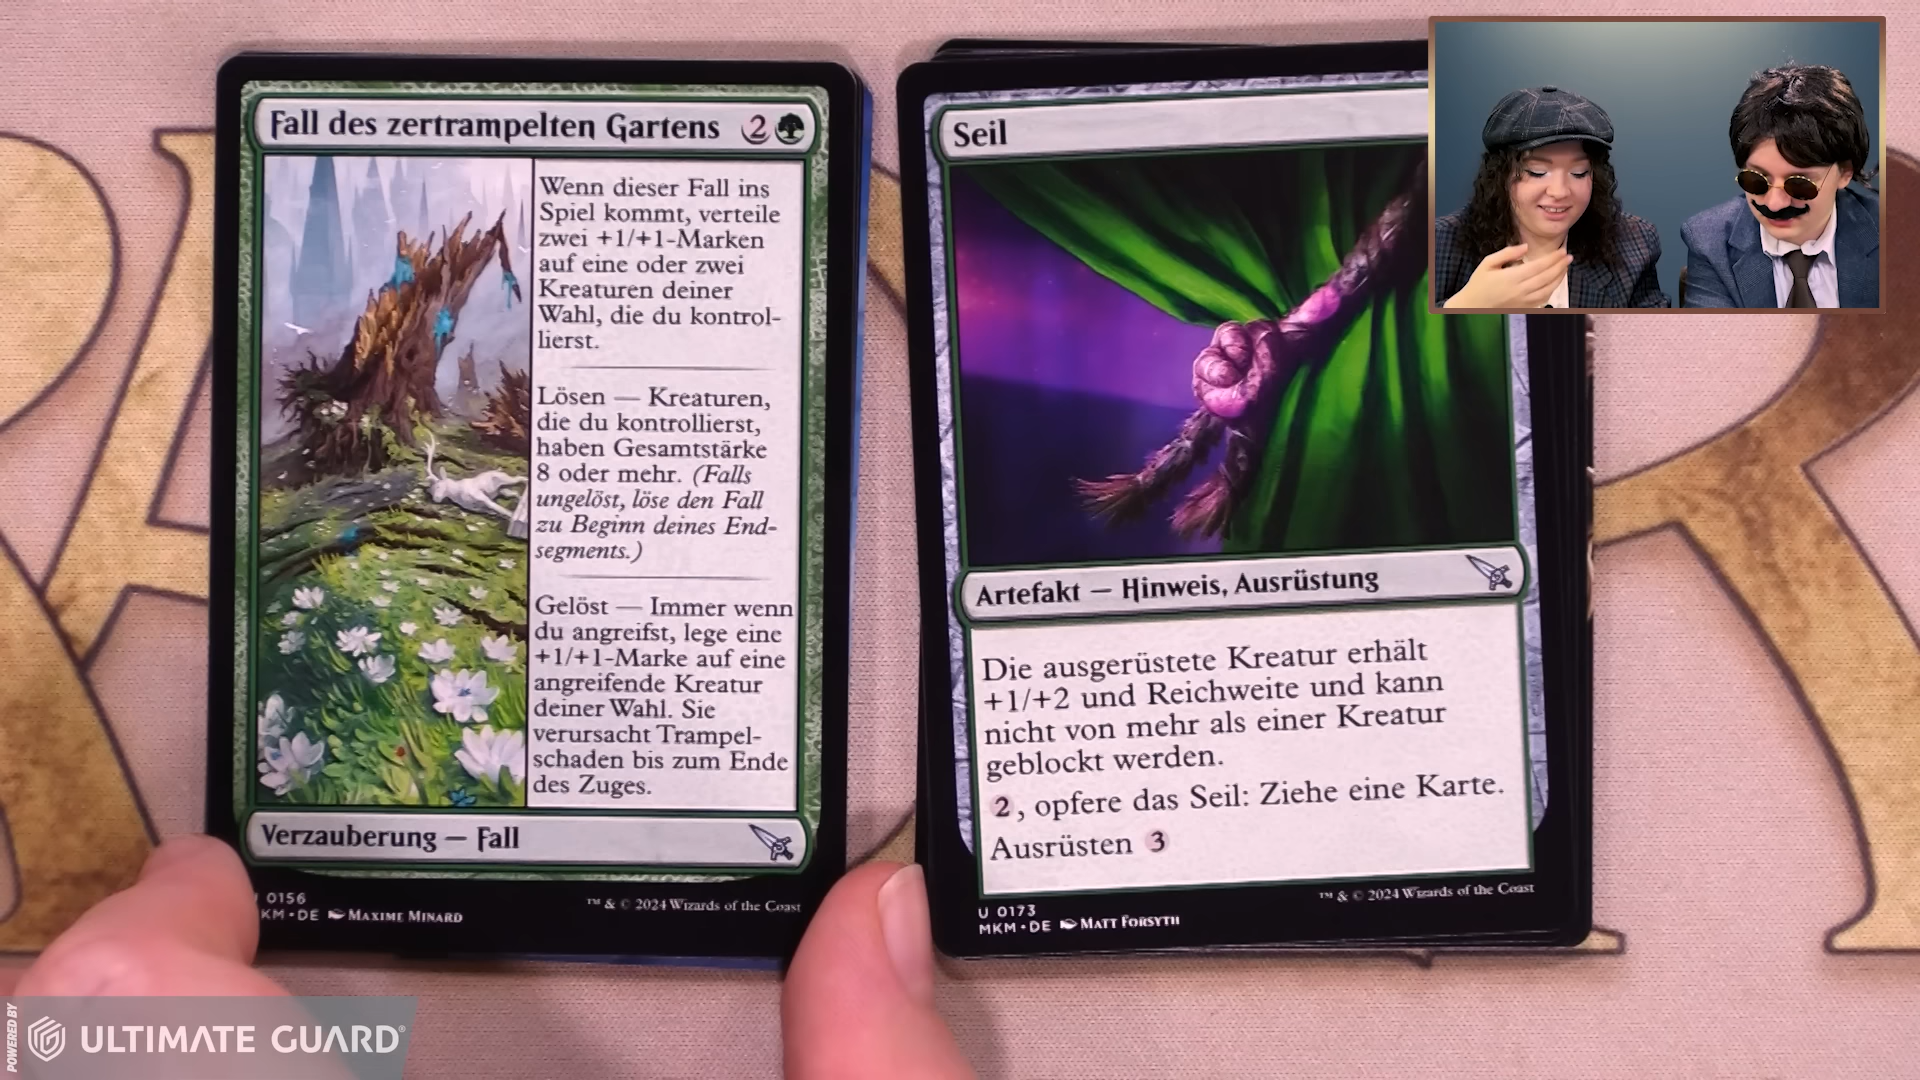 Fall des zertrampelten Gartens 2
Wenn dieser Fall ins
Spiel kommt, verteile
zwei +1/+1-Marken
auf eine oder zwei
Kreaturen deiner
Wahl, die du kontrol-
lierst.
Lösen — Kreaturen,
die du kontrollierst,
haben Gesamtstärke
8 oder mehr. (Falls
ungelöst, löse den Fall
zu Beginn deines End-
segments.)
Gelöst — Immer wenn
du angreifst, lege eine
+1/+1-Marke auf eine
angreifende Kreatur
deiner Wahl. Sie
verursacht Trampel-
schaden bis zum Ende
des Zuges.
Verzauberung — Fall
0156
KM • DE MAXIME MINARD
™ & © 2024 Wizards of the Coast
Seil
Artefakt — Hinweis, Ausrüstung
Die ausgerüstete Kreatur erhält
+1/+2 und Reichweite und kann
nicht von mehr als einer Kreatur
geblockt werden.
2, opfere das Seil: Ziehe eine Karte.
Ausrüsten 3
U 0173
MKM • DE MATT FORSYTH
™ & © 2024 Wizards of the Coast
POWERED BY
ULTIMATE GUARD®